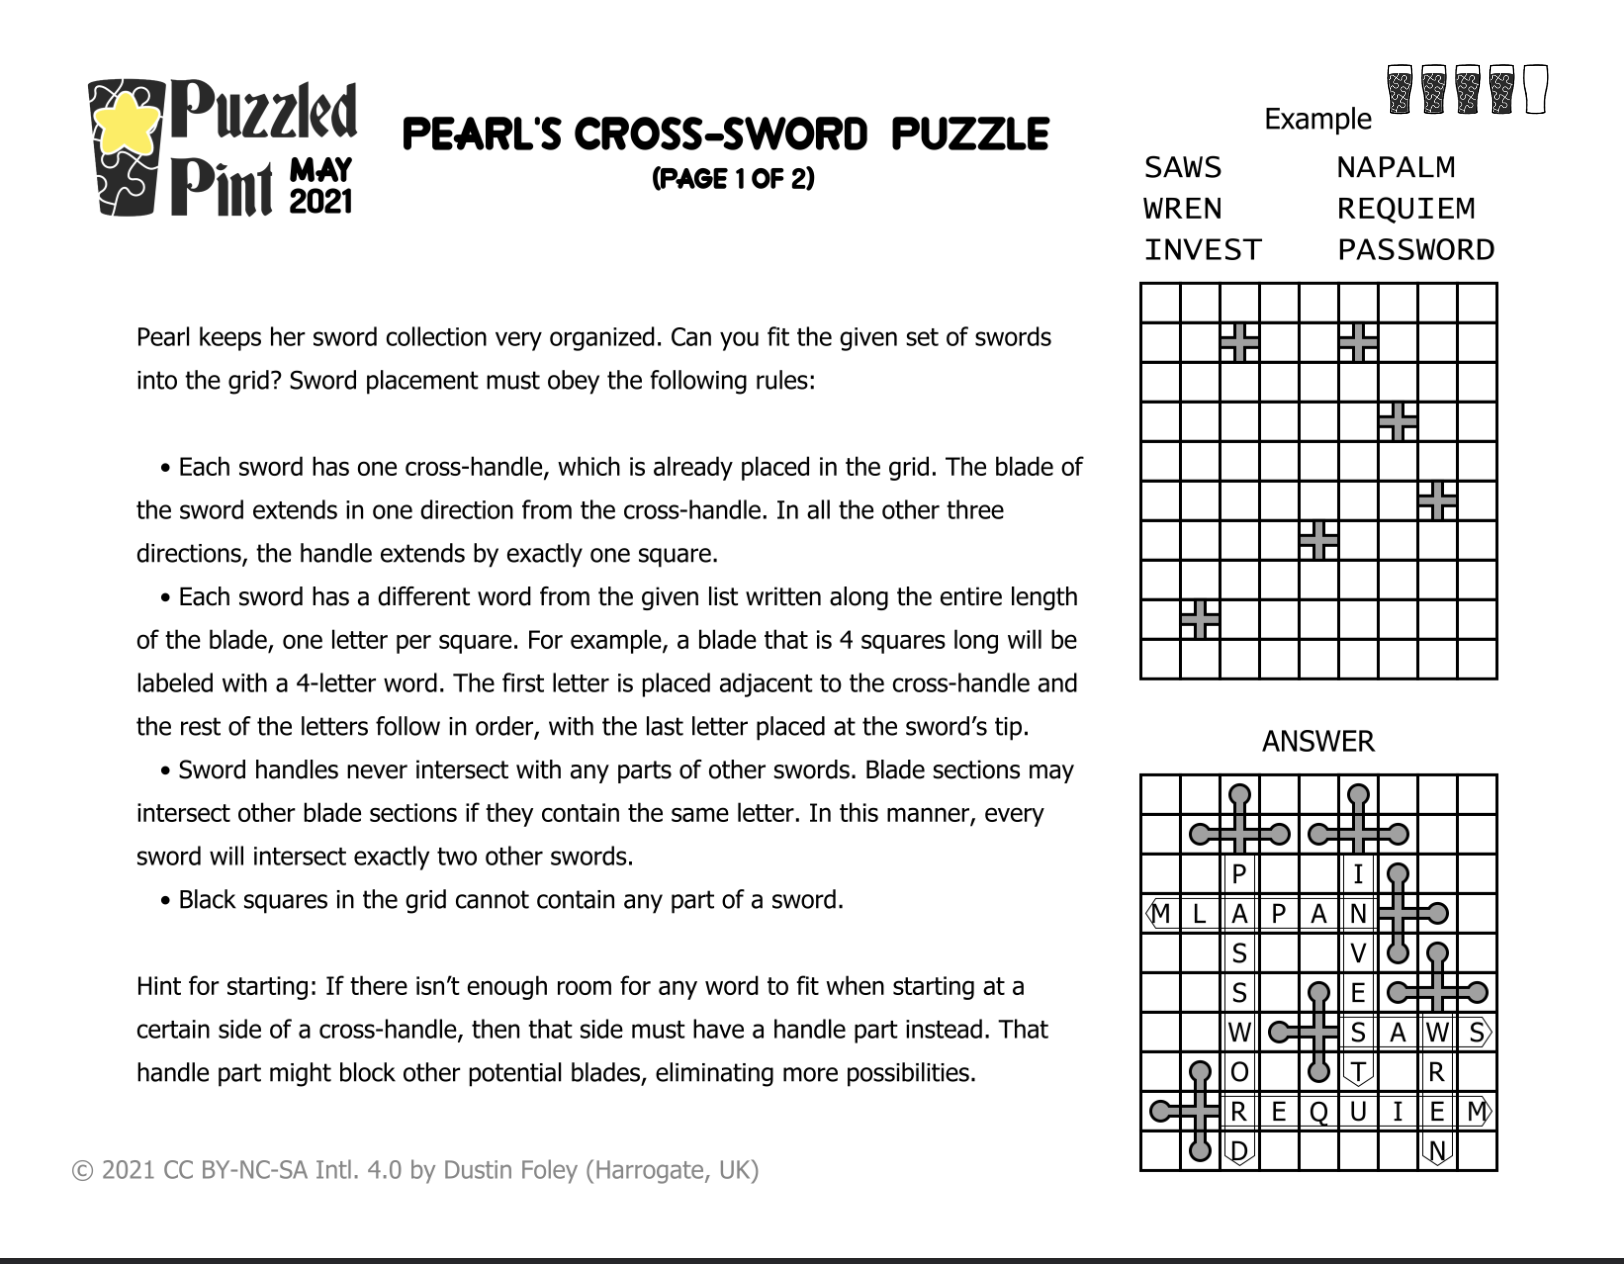 Puzzled
Pint MAY
2021
PEARL'S CROSS-SWORD PUZZLE
(PAGE 1 OF 2)
Pearl keeps her sword collection very organized. Can you fit the given set of swords
into the grid? Sword placement must obey the following rules:
• Each sword has one cross-handle, which is already placed in the grid. The blade of
the sword extends in one direction from the cross-handle. In all the other three
directions, the handle extends by exactly one square.
• Each sword has a different word from the given list written along the entire length
of the blade, one letter per square. For example, a blade that is 4 squares long will be
labeled with a 4-letter word. The first letter is placed adjacent to the cross-handle and
the rest of the letters follow in order, with the last letter placed at the sword's tip.
• Sword handles never intersect with any parts of other swords. Blade sections may
intersect other blade sections if they contain the same letter. In this manner, every
sword will intersect exactly two other swords.
• Black squares in the grid cannot contain any part of a sword.
Hint for starting: If there isn't enough room for any word to fit when starting at a
certain side of a cross-handle, then that side must have a handle part instead. That
handle part might block other potential blades, eliminating more possibilities.
© 2021 CC BY-NC-SA Intl. 4.0 by Dustin Foley (Harrogate, UK)
Example
SAWS NAPALM
WREN REQUIEM
INVEST PASSWORD
ANSWER
P I
M L A P A N
S V
S E
W S A W S
O T R
R E Q U I E M
D N